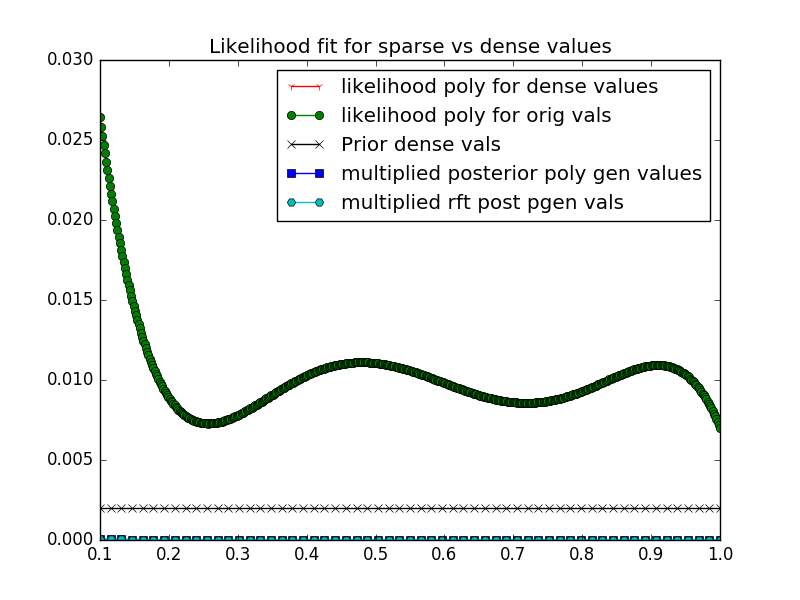 Likelihood fit for sparse vs dense values
0.030
0.025
0.020
0.015
0.010
0.005
0.000
likelihood poly for dense values
likelihood poly for orig vals
Prior dense vals
multiplied posterior poly gen values
multiplied rft post pgen vals
0.1 0.2 0.3 0.4 0.5 0.6 0.7 0.8 0.9 1.0